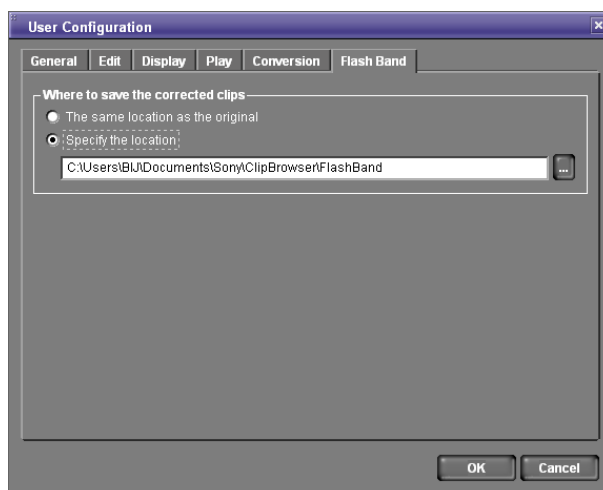 User Configuration
General Edit Display Play Conversion Flash Band
Where to save the corrected clips
The same location as the original
Specify the location
C:\Users\BIJ\Documents\Sony\ClipBrowser\FlashBand
...
OK Cancel